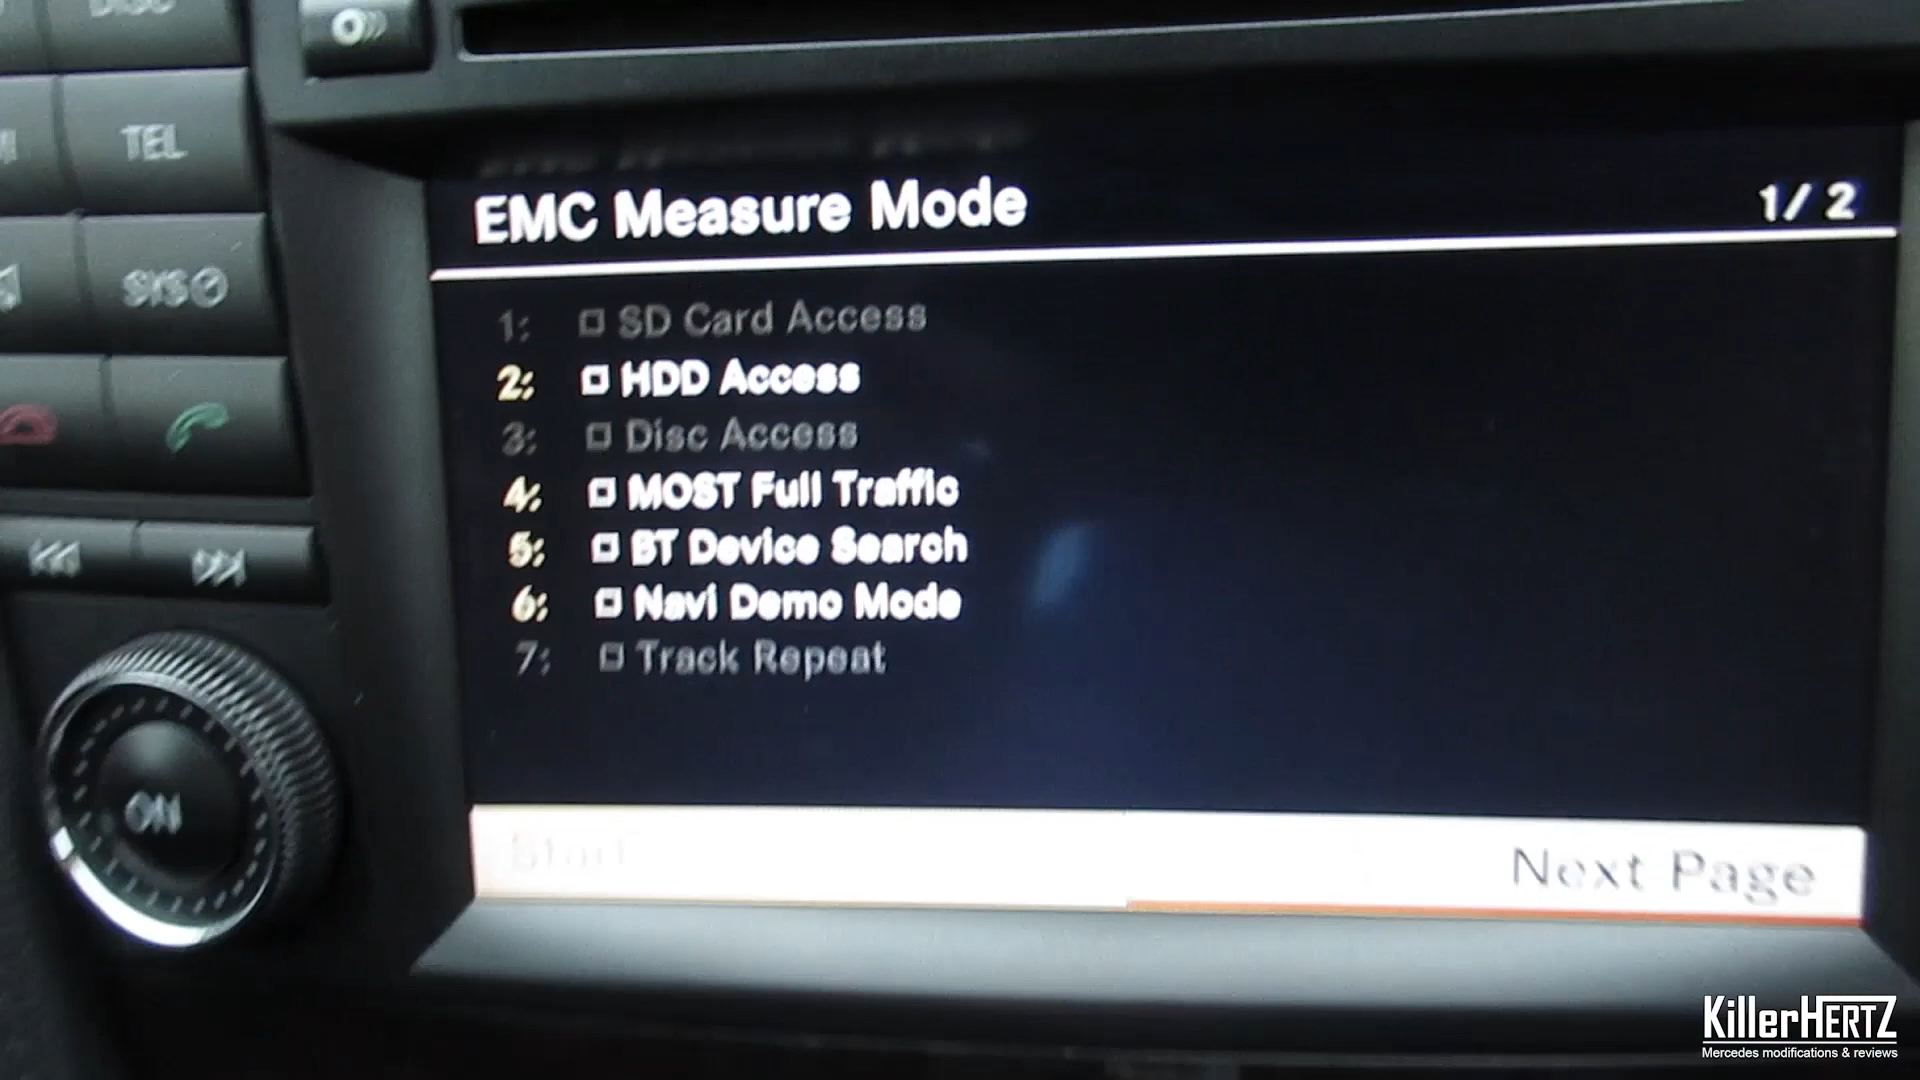 DISC
TEL
SYS
ON
EMC Measure Mode
1/2
1: SD Card Access
2: HDD Access
3: Disc Access
4: MOST Full Traffic
5: BT Device Search
6: Navi Demo Mode
7: Track Repeat
Start
Next Page
KillerHERTZ
Mercedes modifications & reviews